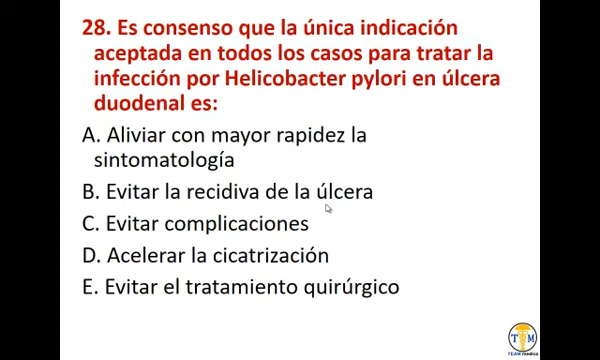 28. Es consenso que la única indicación
aceptada en todos los casos para tratar la
infección por Helicobacter pylori en úlcera
duodenal es:
A. Aliviar con mayor rapidez la
sintomatología
B. Evitar la recidiva de la úlcera
C. Evitar complicaciones
D. Acelerar la cicatrización
E. Evitar el tratamiento quirúrgico
T M
TEAM medica